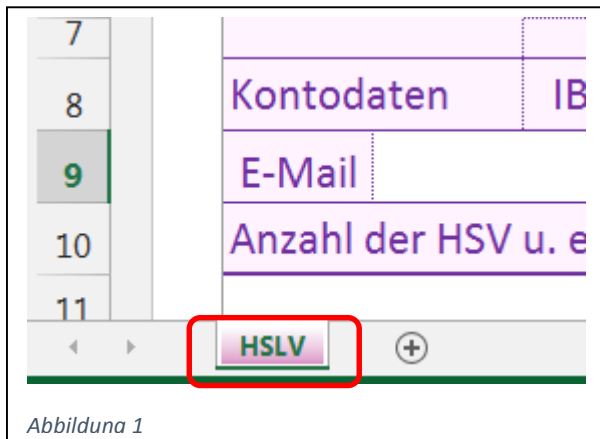 7
8 Kontodaten IB
9 E-Mail
10 Anzahl der HSV u. e
11
HSLV
Abbildung 1